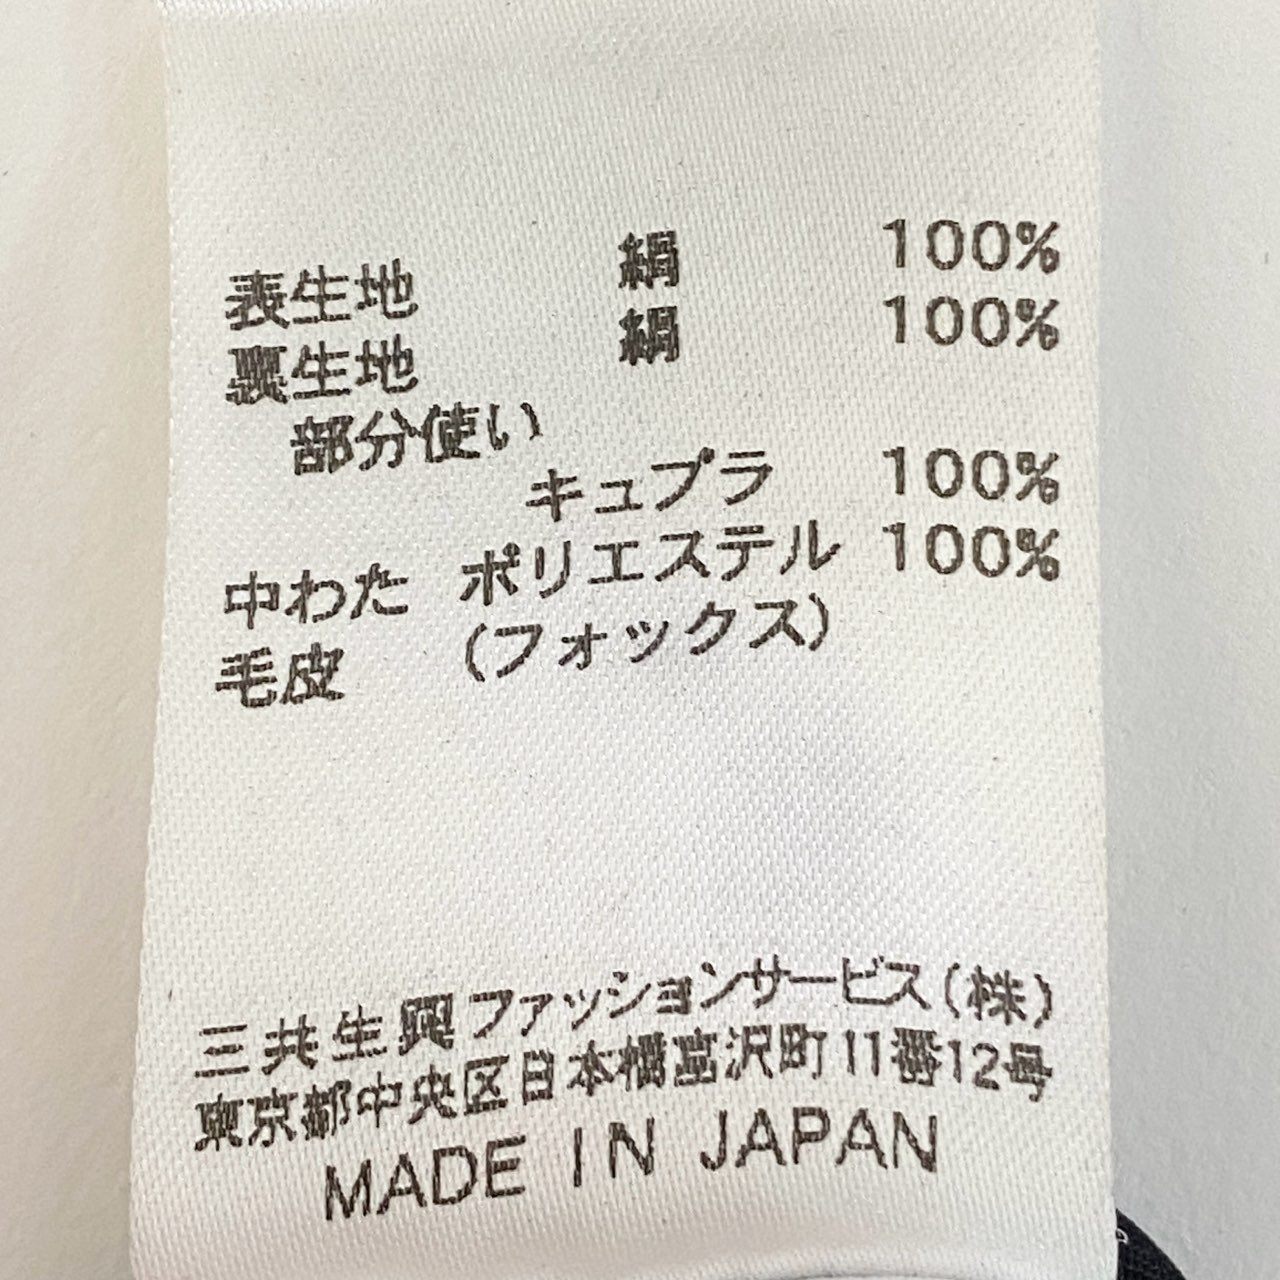 表生地 絹 100%
裏生地 絹 100%
部分使い
キュプラ 100%
中わた ポリエステル 100%
毛皮 (フォックス)
三共生興ファッションサービス(株)
東京都中央区日本橋富沢町11番12号
MADE IN JAPAN